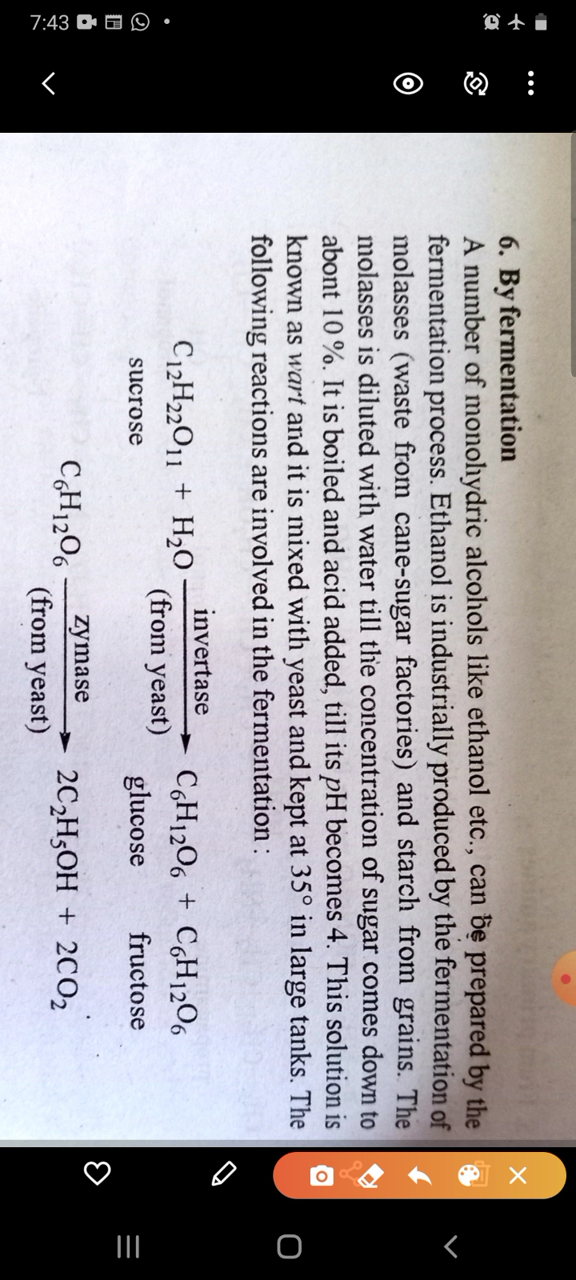 7:43
6. By fermentation
A number of monohydric alcohols like ethanol etc., can be prepared by the
fermentation process. Ethanol is industrially produced by the fermentation of
molasses (waste from cane-sugar factories) and starch from grains. The
molasses is diluted with water till the concentration of sugar comes down to
abont 10%. It is boiled and acid added, till its pH becomes 4. This solution is
known as wart and it is mixed with yeast and kept at 35° in large tanks. The
following reactions are involved in the fermentation :
C₁₂H₂₂O₁₁ + H₂O invertase (from yeast) → C₆H₁₂O₆ + C₆H₁₂O₆
sucrose glucose fructose
C₆H₁₂O₆ zymase (from yeast) → 2C₂H₅OH + 2CO₂